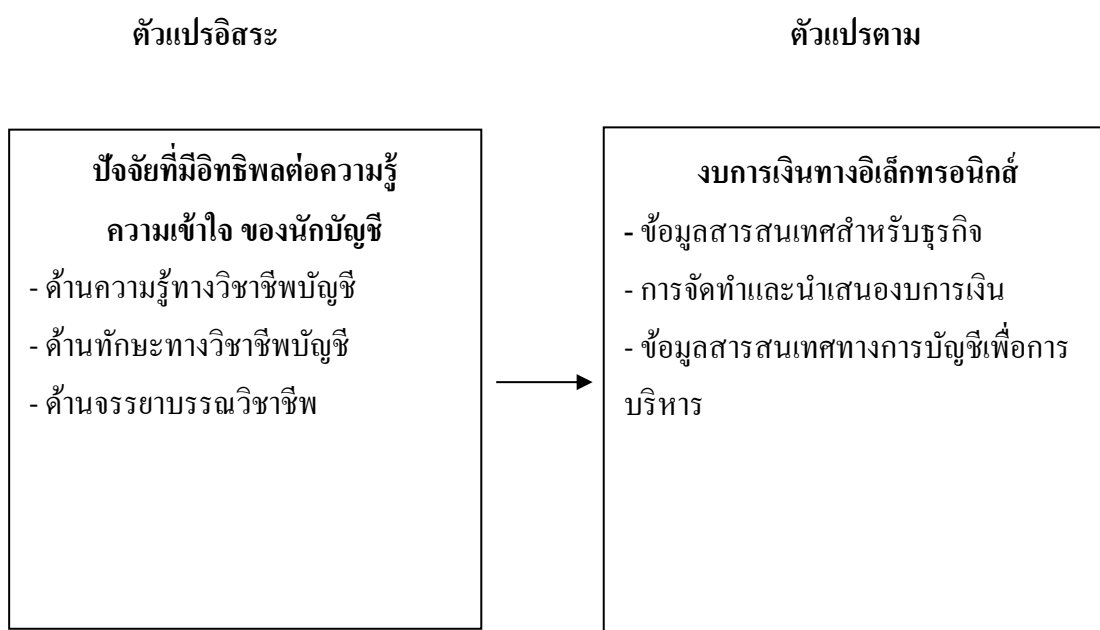 ตัวแปรอิสระ
ตัวแปรตาม
ปัจจัยที่มีอิทธิพลต่อความรู้
ความเข้าใจ ของนักบัญชี
- ด้านความรู้ทางวิชาชีพบัญชี
- ด้านทักษะทางวิชาชีพบัญชี
- ด้านจรรยาบรรณวิชาชีพ
งบการเงินทางอิเล็กทรอนิกส์
- ข้อมูลสารสนเทศสำหรับธุรกิจ
- การจัดทำและนำเสนองบการเงิน
- ข้อมูลสารสนเทศทางการบัญชีเพื่อการ
บริหาร